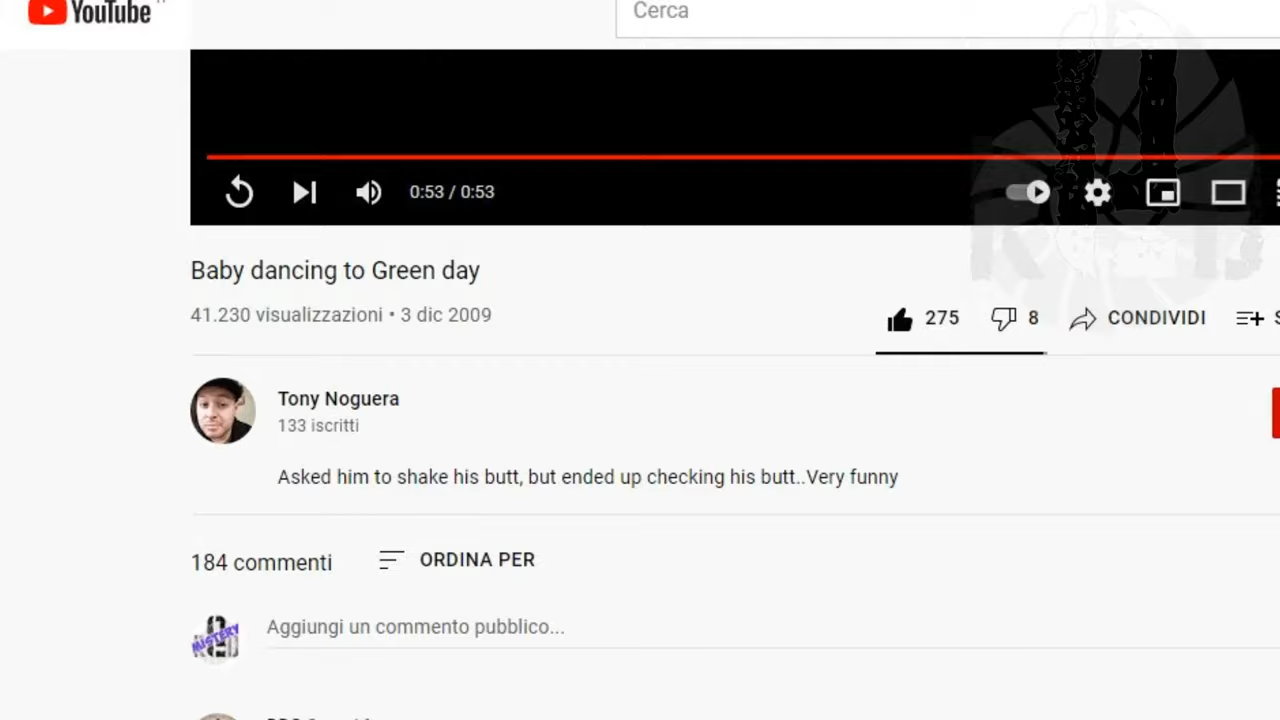 YouTube
Cerca
0:53 / 0:53
Baby dancing to Green day
41.230 visualizzazioni • 3 dic 2009
275
8
CONDIVIDI
Tony Noguera
133 iscritti
Asked him to shake his butt, but ended up checking his butt..Very funny
184 commenti
ORDINA PER
MISTERY
Aggiungi un commento pubblico...